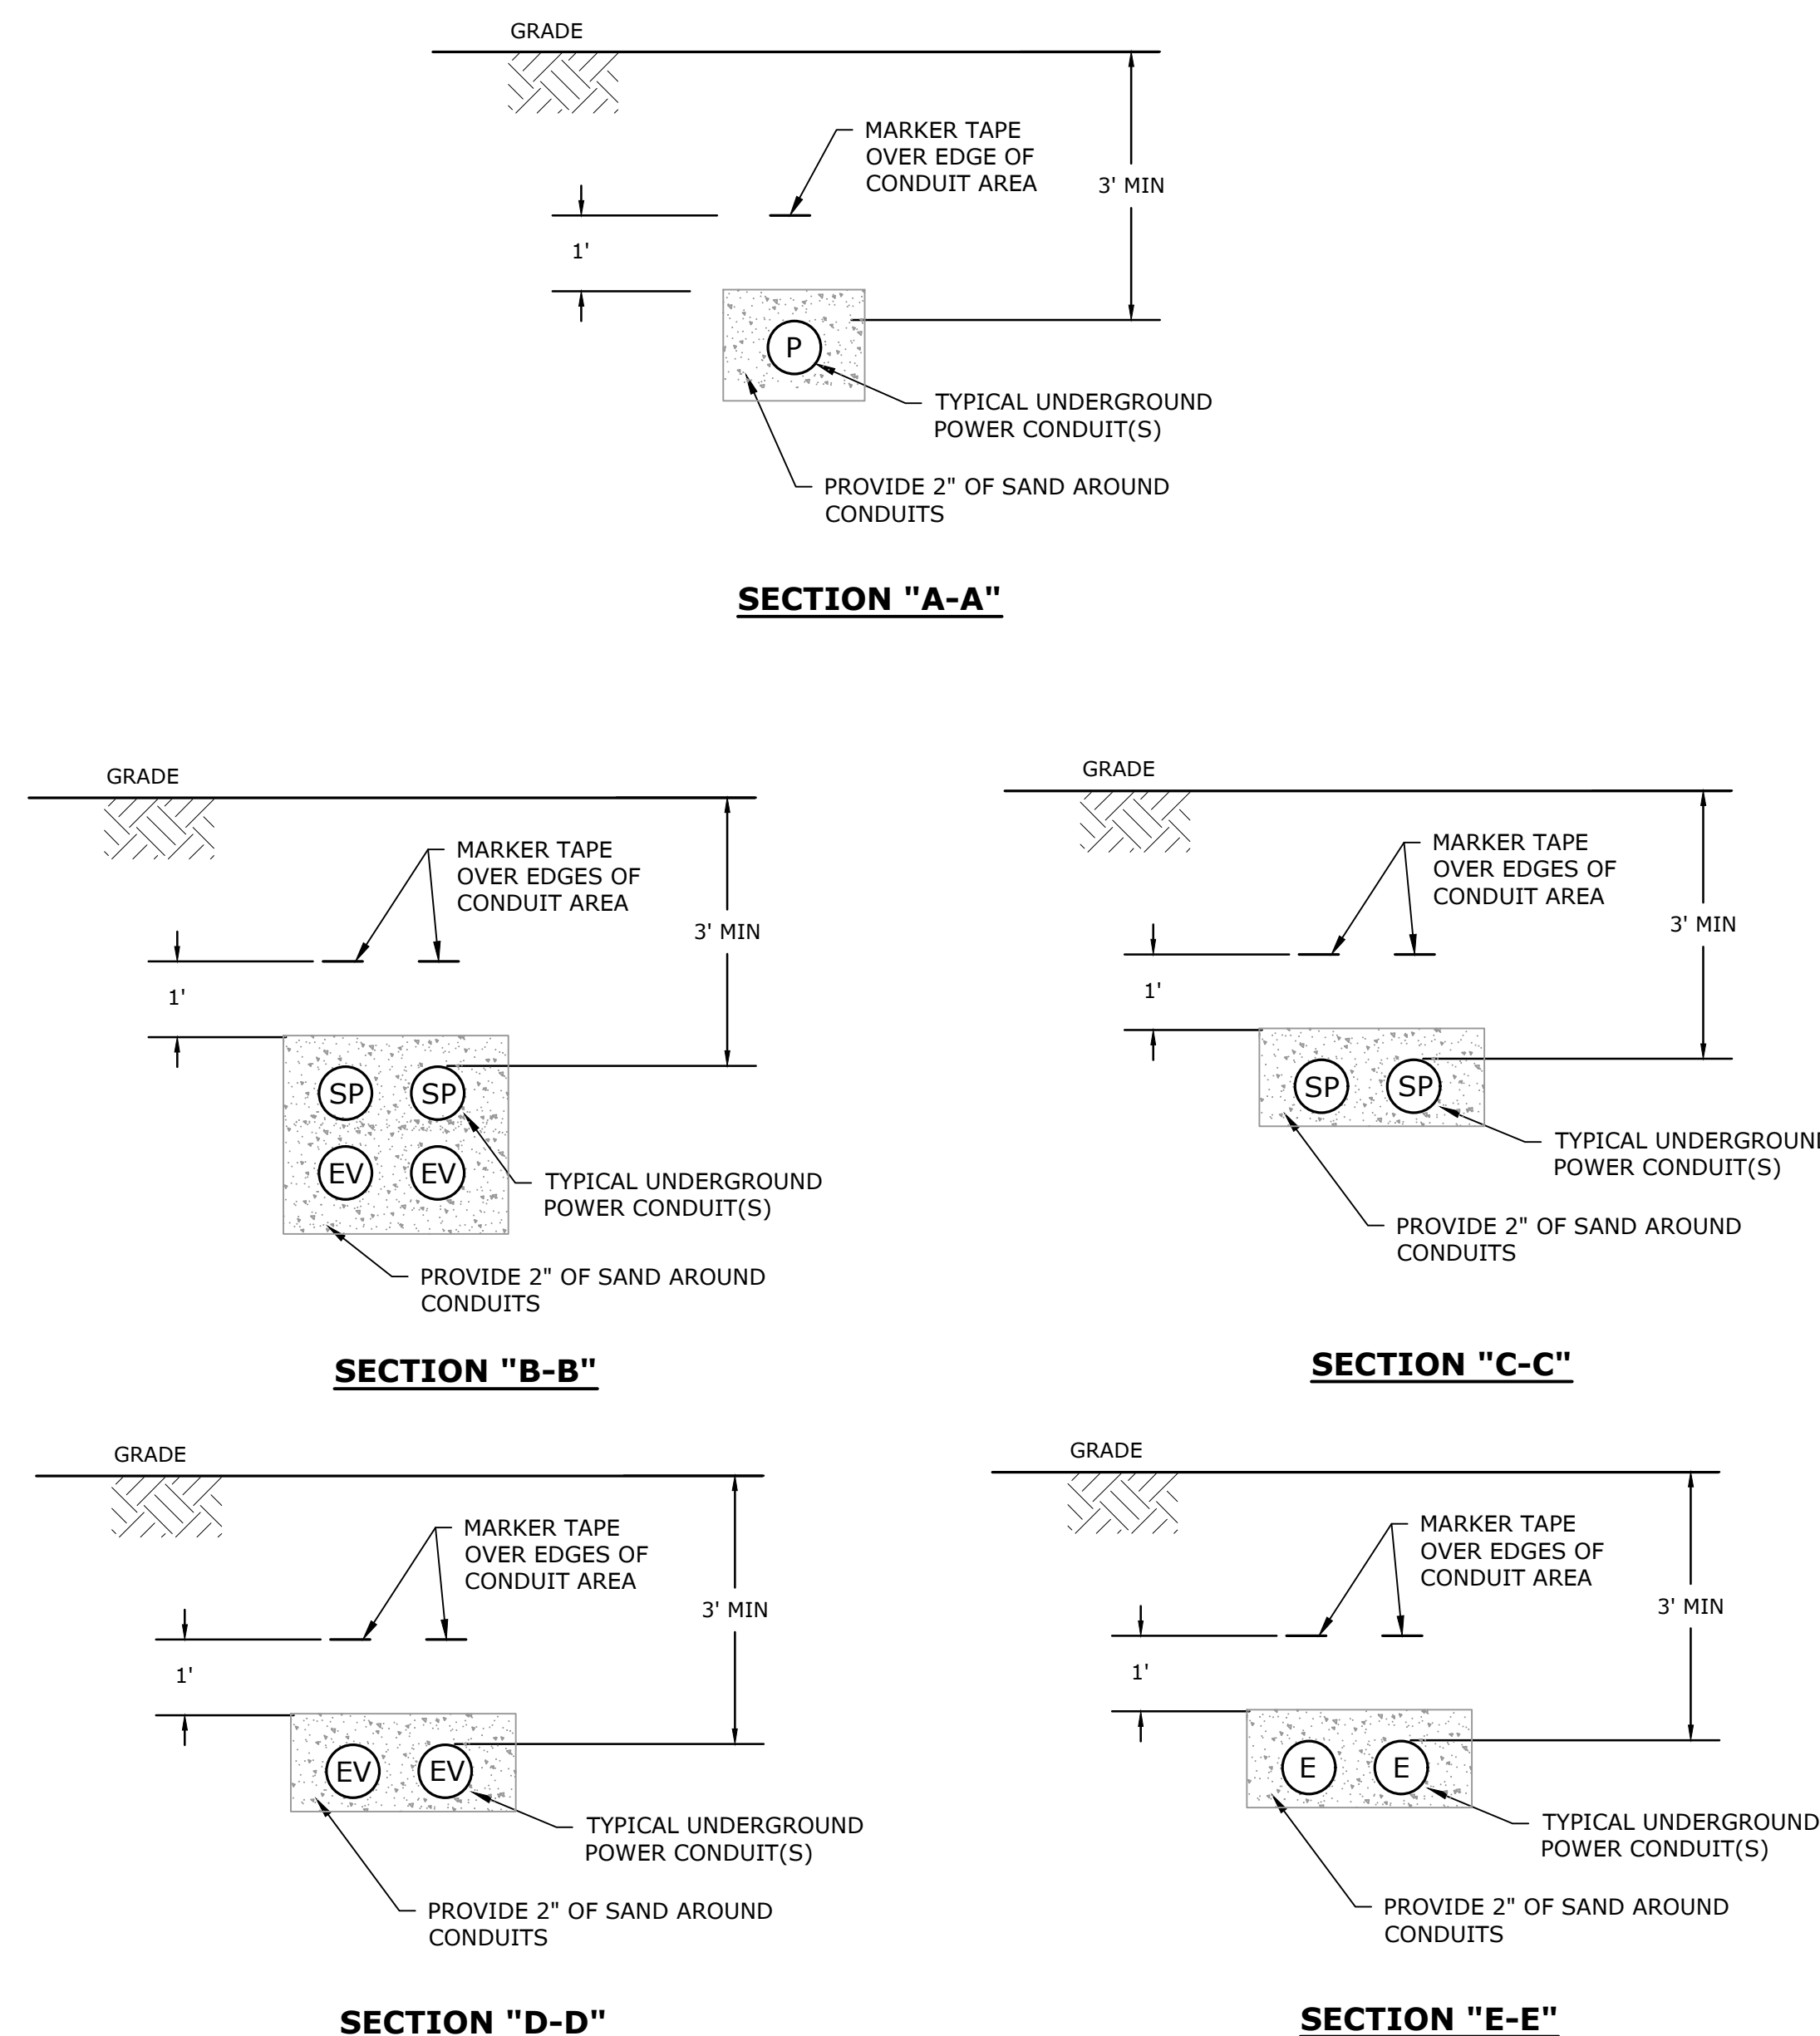 GRADE
MARKER TAPE
OVER EDGE OF
CONDUIT AREA
3' MIN
1'
P
TYPICAL UNDERGROUND
POWER CONDUIT(S)
PROVIDE 2" OF SAND AROUND
CONDUITS
SECTION "A-A"
GRADE
MARKER TAPE
OVER EDGES OF
CONDUIT AREA
3' MIN
1'
SP SP
EV EV
TYPICAL UNDERGROUND
POWER CONDUIT(S)
PROVIDE 2" OF SAND AROUND
CONDUITS
SECTION "B-B"
GRADE
MARKER TAPE
OVER EDGES OF
CONDUIT AREA
3' MIN
1'
SP SP
TYPICAL UNDERGROUND
POWER CONDUIT(S)
PROVIDE 2" OF SAND AROUND
CONDUITS
SECTION "C-C"
GRADE
MARKER TAPE
OVER EDGES OF
CONDUIT AREA
3' MIN
1'
EV EV
TYPICAL UNDERGROUND
POWER CONDUIT(S)
PROVIDE 2" OF SAND AROUND
CONDUITS
SECTION "D-D"
GRADE
MARKER TAPE
OVER EDGES OF
CONDUIT AREA
3' MIN
1'
E E
TYPICAL UNDERGROUND
POWER CONDUIT(S)
PROVIDE 2" OF SAND AROUND
CONDUITS
SECTION "E-E"